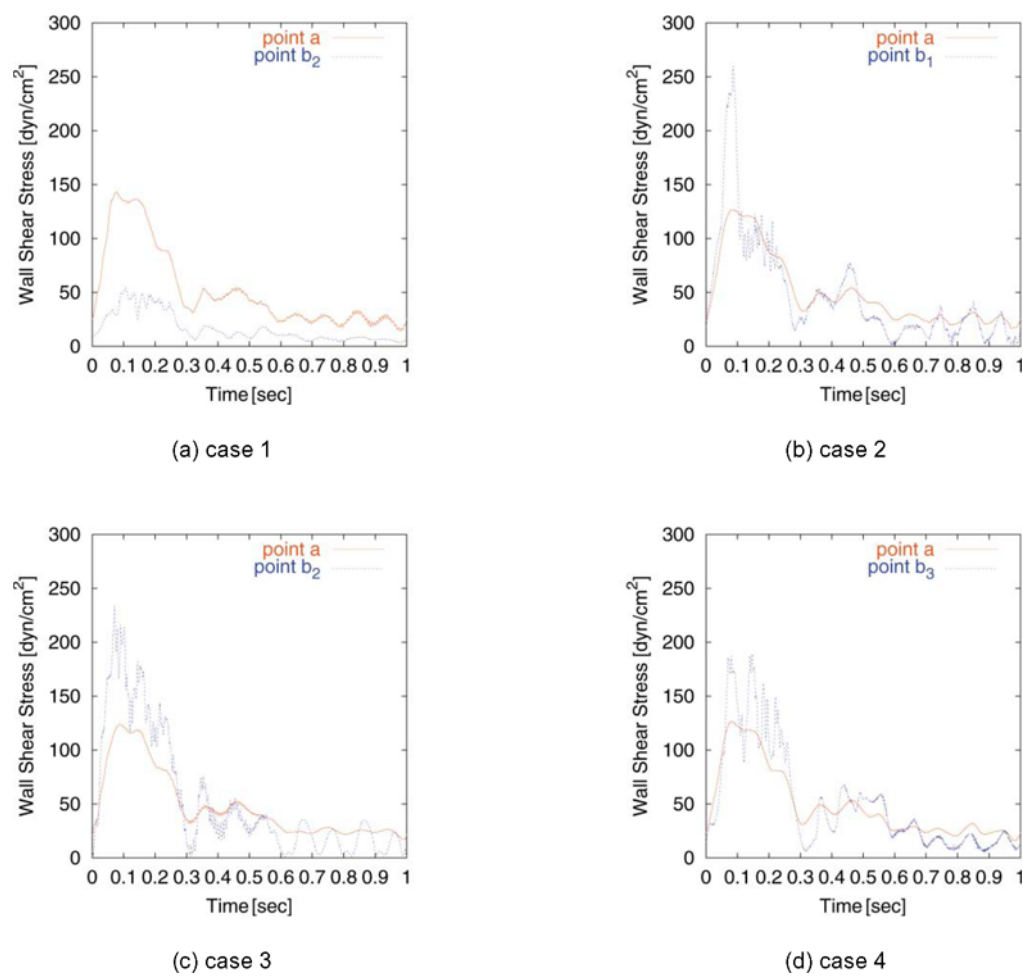 300
250
200
150
100
50
0
Wall Shear Stress [dyn/cm²]
point a
point b₂
0 0.1 0.2 0.3 0.4 0.5 0.6 0.7 0.8 0.9 1
Time [sec]
(a) case 1
300
250
200
150
100
50
0
Wall Shear Stress [dyn/cm²]
point a
point b₁
0 0.1 0.2 0.3 0.4 0.5 0.6 0.7 0.8 0.9 1
Time [sec]
(b) case 2
300
250
200
150
100
50
0
Wall Shear Stress [dyn/cm²]
point a
point b₂
0 0.1 0.2 0.3 0.4 0.5 0.6 0.7 0.8 0.9 1
Time [sec]
(c) case 3
300
250
200
150
100
50
0
Wall Shear Stress [dyn/cm²]
point a
point b₃
0 0.1 0.2 0.3 0.4 0.5 0.6 0.7 0.8 0.9 1
Time [sec]
(d) case 4